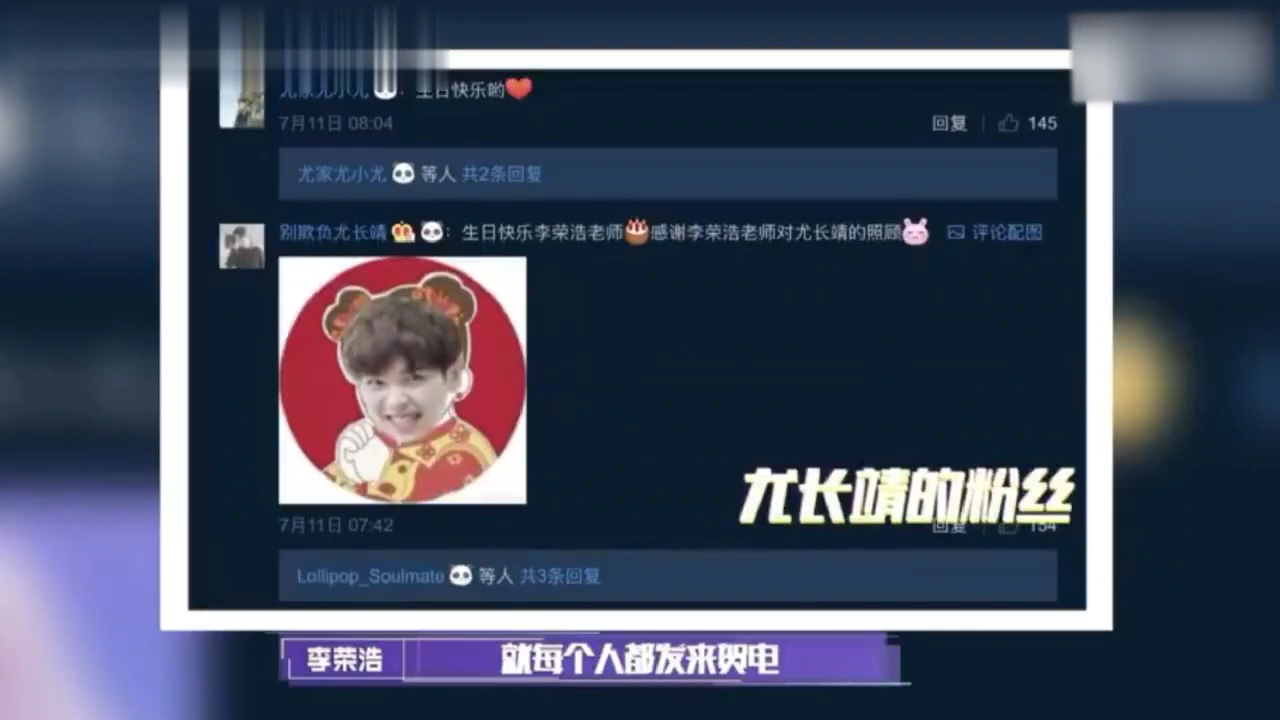 尤家尤小尤：生日快乐哟
7月11日 08:04
回复 145
尤家尤小尤 等人 共2条回复
别欺负尤长靖：生日快乐李荣浩老师感谢李荣浩老师对尤长靖的照顾 评论配图
尤长靖的粉丝
7月11日 07:42
回复 154
Lollipop_Soulmate 等人 共3条回复
李荣浩 就每个人都发来贺电